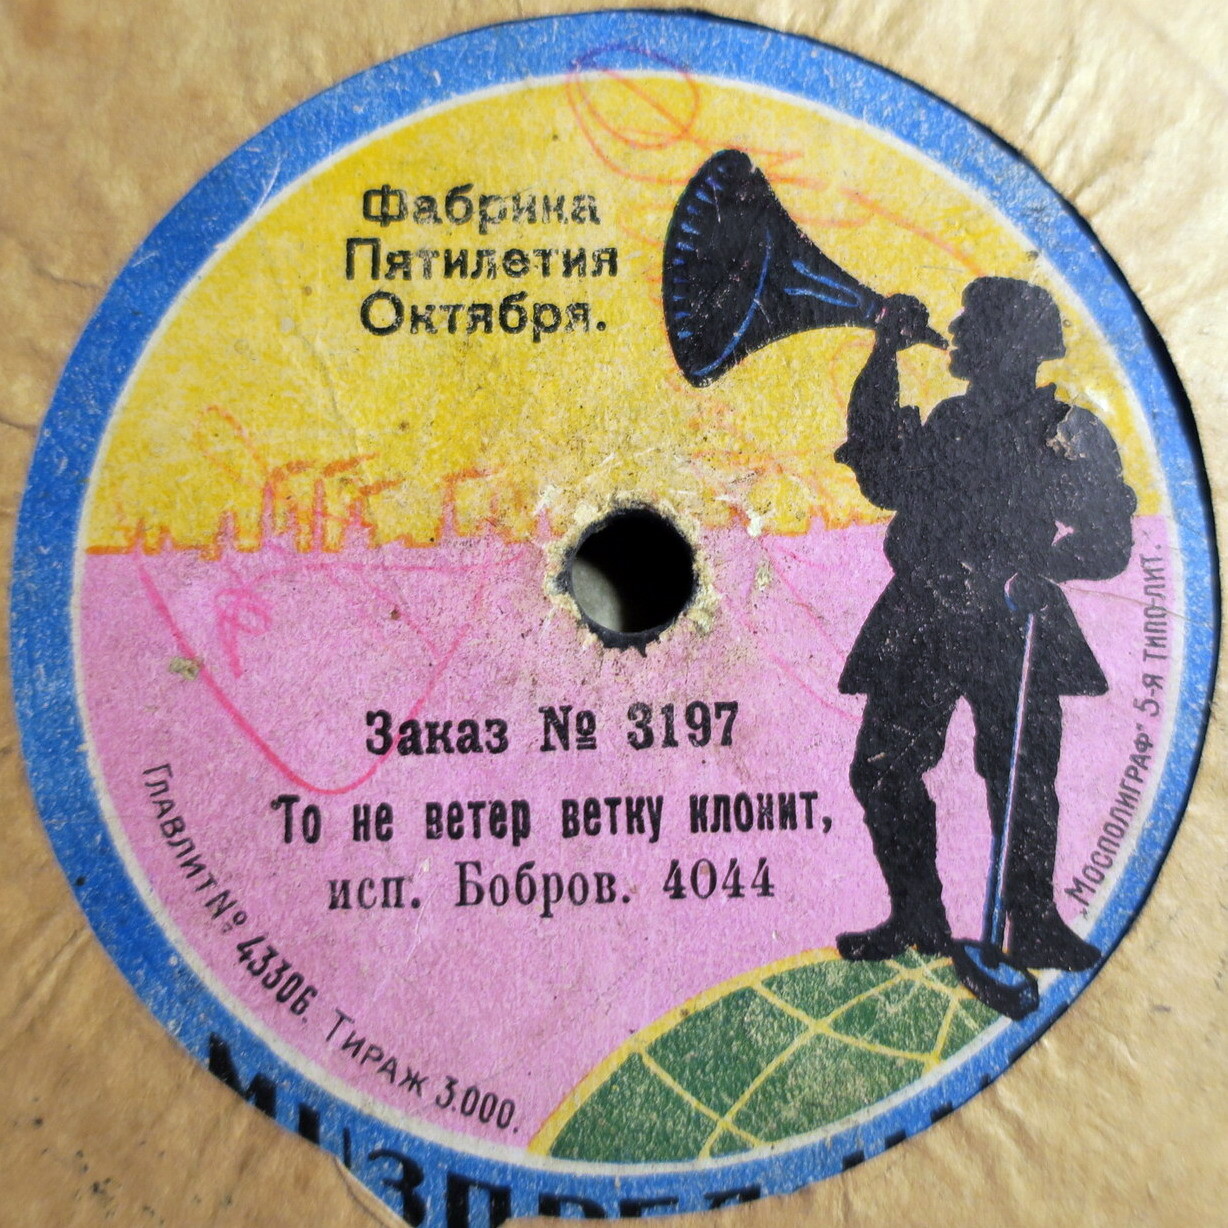 Фабрика
Пятилетия
Октября.
Заказ № 3197
То не ветер ветку клонит,
исп. Бобров. 4044
Главлит № 43306. Тираж 3.000.
„Мосполиграф" 5-я типо-лит.